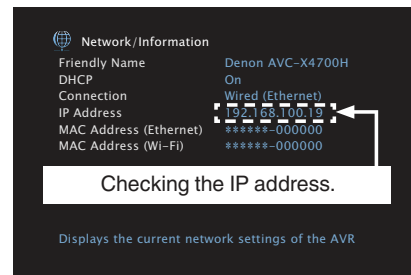 Network/Information
Friendly Name Denon AVC-X4700H
DHCP On
Connection Wired (Ethernet)
IP Address 192.168.100.19
MAC Address (Ethernet) ******-000000
MAC Address (Wi-Fi) ******-000000
Checking the IP address.
Displays the current network settings of the AVR